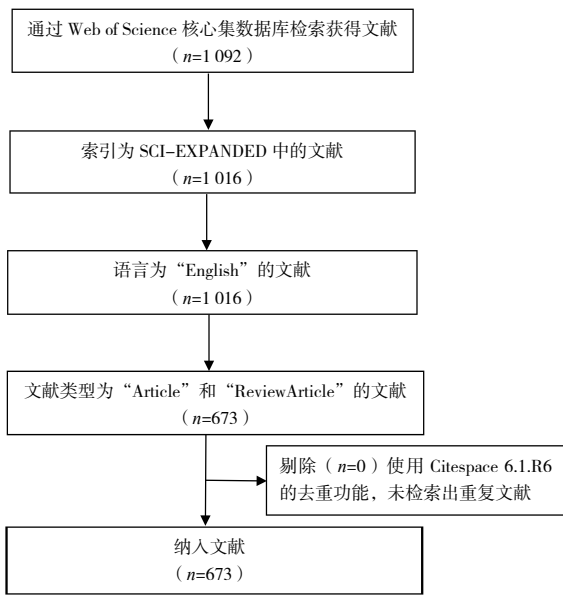 通过 Web of Science 核心集数据库检索获得文献
（n=1 092）
索引为 SCI-EXPANDED 中的文献
（n=1 016）
语言为“English”的文献
（n=1 016）
文献类型为“Article”和“ReviewArticle”的文献
（n=673）
剔除（n=0）使用 Citespace 6.1.R6
的去重功能，未检索出重复文献
纳入文献
（n=673）